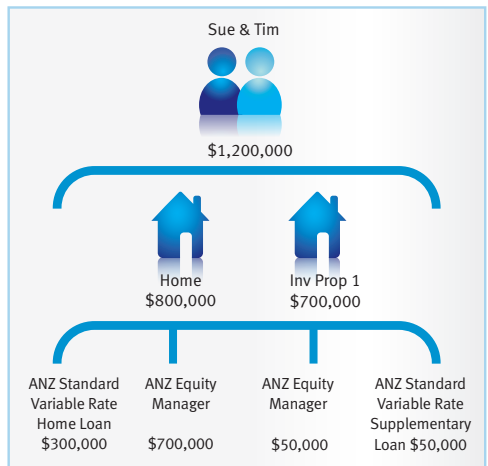 Sue & Tim
$1,200,000
Home
$800,000
Inv Prop 1
$700,000
ANZ Standard
Variable Rate
Home Loan
$300,000
ANZ Equity
Manager
$700,000
ANZ Equity
Manager
$50,000
ANZ Standard
Variable Rate
Supplementary
Loan $50,000